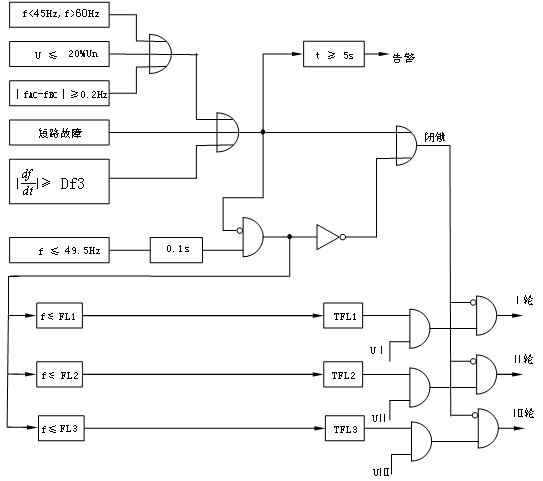 f<45Hz, f>60Hz
U ≤ 20%Un
| fAC-fBC | ≥0.2Hz
t ≥ 5s
告警
短路故障
闭锁
|df/dt|≥ Df3
f ≤ 49.5Hz
0.1s
f≤ FL1
TFL1
UI
I轮
f≤ FL2
TFL2
UII
II轮
f≤ FL3
TFL3
UIII
III轮